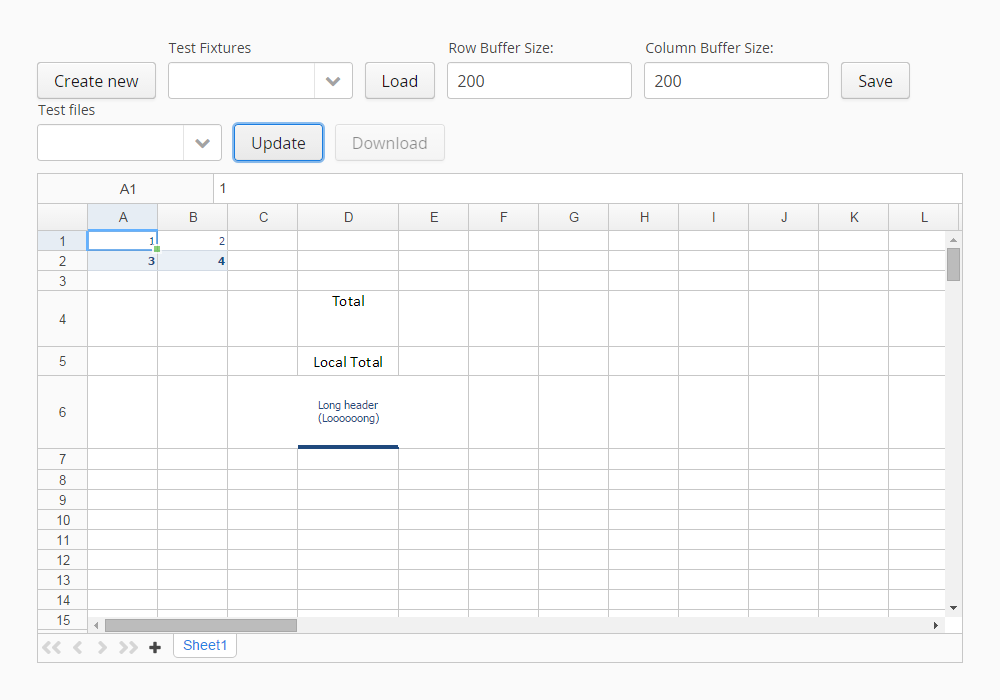 Test Fixtures Row Buffer Size: Column Buffer Size:
Create new Load 200 200 Save
Test files
Update Download
A1 1
A B C D E F G H I J K L
1 1 2
2 3 4
3
4 Total
5 Local Total
6 Long header
(Loooooong)
7
8
9
10
11
12
13
14
15
Sheet1